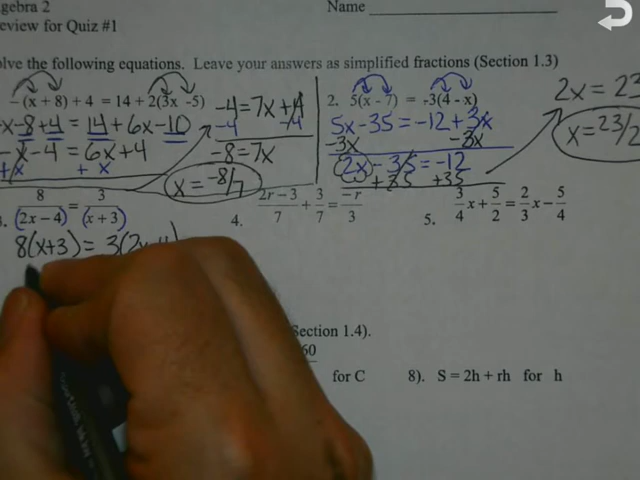 gebra 2 Name
eview for Quiz #1
olve the following equations. Leave your answers as simplified fractions (Section 1.3)
-(x + 8) + 4 = 14 + 2(3x -5)
-x-8+4 = 14 + 6x-10
-x-4 = 6x+4
+x +x
-4=7x+4
-4 -4
-8=7x
x = -8/7
2. 5(x - 7) = -3(4 - x)
5x-35 = -12+3x
-3x -3x
2x - 35 = -12
+35 +35
2x = 23
x=23/2
3. 8/(2x - 4) = 3/(x + 3)
8(x+3) = 3(2x-4)
4. (2r - 3)/7 + 3/7 = -r/3
5. 3/4 x + 5/2 = 2/3 x - 5/4
Section 1.4).
60
for C 8). S = 2h + rh for h